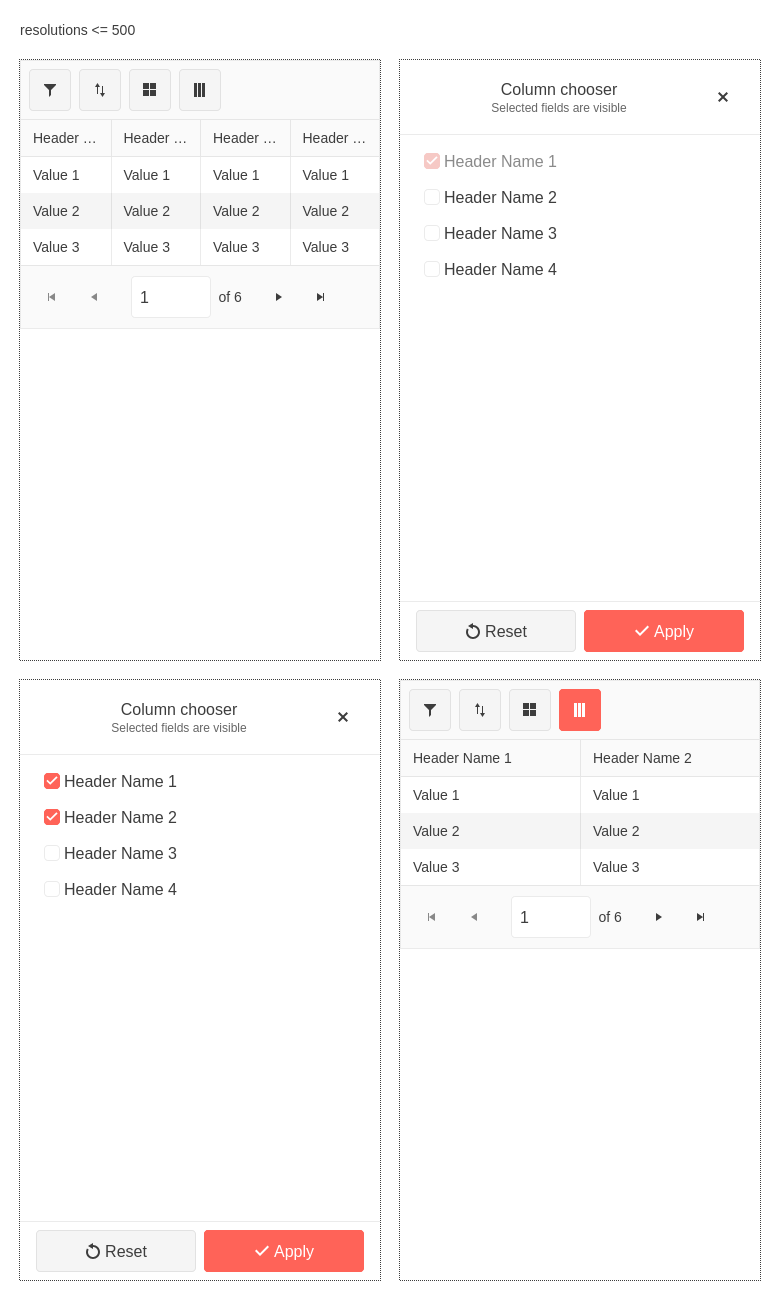 resolutions <= 500
Header … Header … Header … Header …
Value 1 Value 1 Value 1 Value 1
Value 2 Value 2 Value 2 Value 2
Value 3 Value 3 Value 3 Value 3
1 of 6
Column chooser
Selected fields are visible
Header Name 1
Header Name 2
Header Name 3
Header Name 4
Reset Apply
Column chooser
Selected fields are visible
Header Name 1
Header Name 2
Header Name 3
Header Name 4
Reset Apply
Header Name 1 Header Name 2
Value 1 Value 1
Value 2 Value 2
Value 3 Value 3
1 of 6